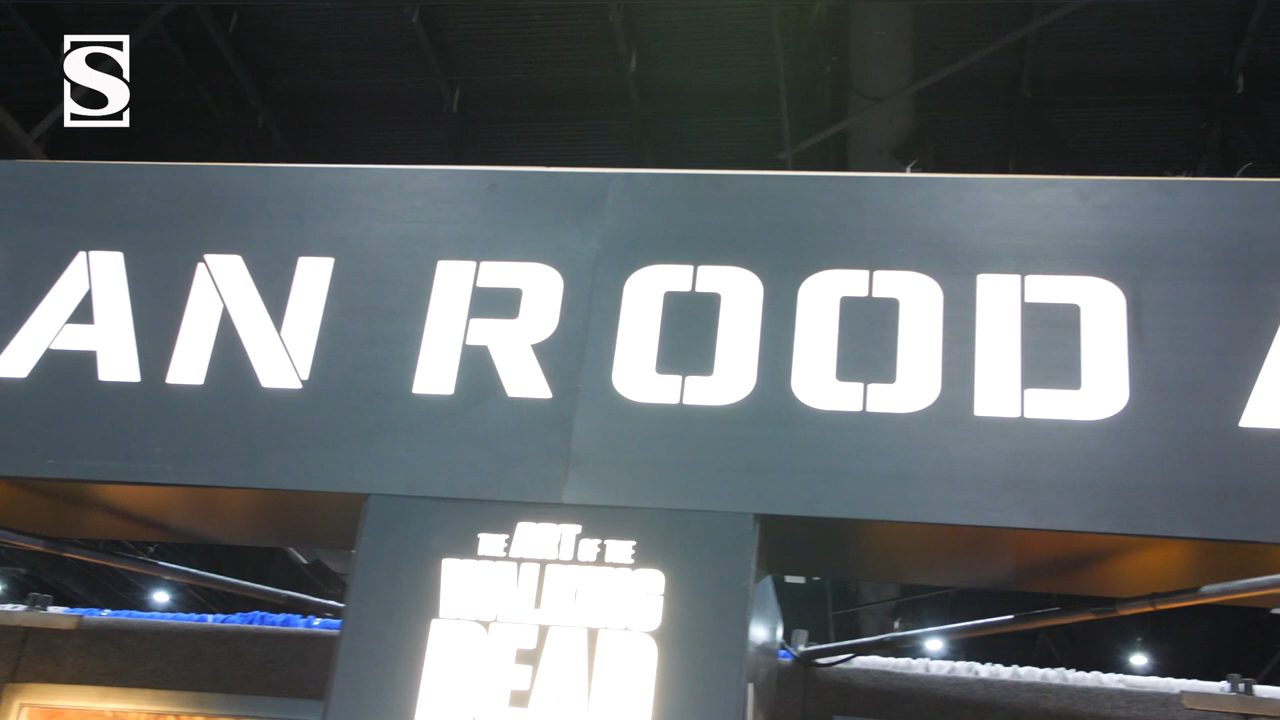 S
AN ROOD
THE ART OF THE
WALKING
DEAD